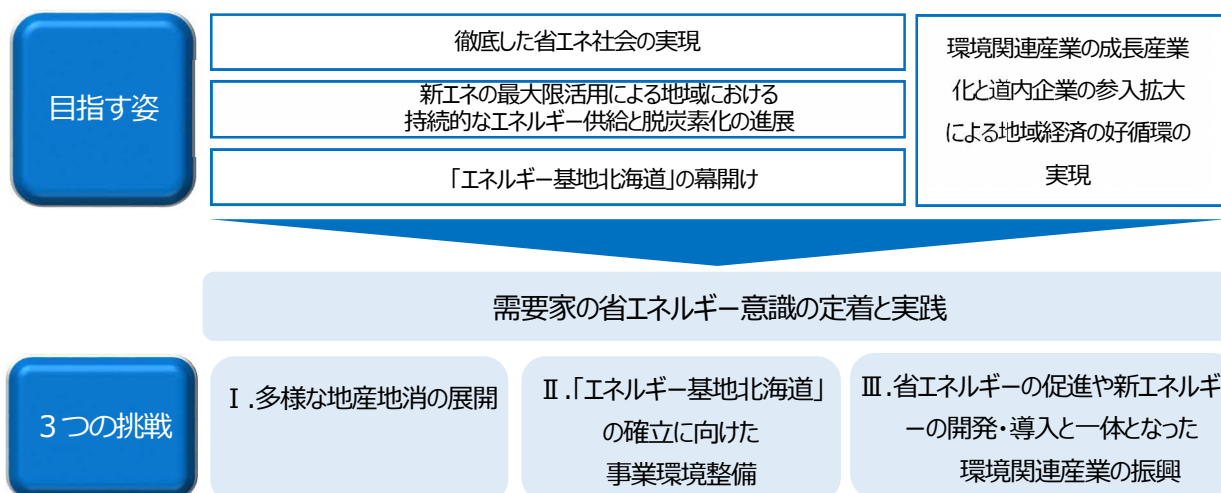 目指す姿
徹底した省エネ社会の実現
新エネの最大限活用による地域における
持続的なエネルギー供給と脱炭素化の進展
「エネルギー基地北海道」の幕開け
環境関連産業の成長産業
化と道内企業の参入拡大
による地域経済の好循環の
実現
需要家の省エネルギー意識の定着と実践
3つの挑戦
Ⅰ.多様な地産地消の展開
Ⅱ.「エネルギー基地北海道」
の確立に向けた
事業環境整備
Ⅲ.省エネルギーの促進や新エネルギ
ーの開発・導入と一体となった
環境関連産業の振興